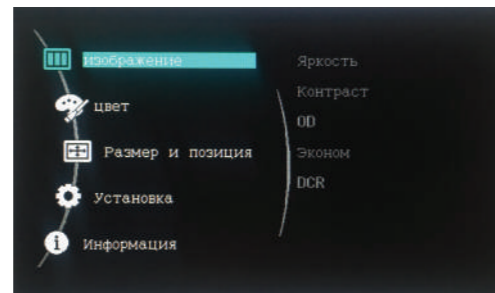 изображение
цвет
Размер и позиция
Установка
Информация
Яркость
Контраст
OD
Эконом
DCR